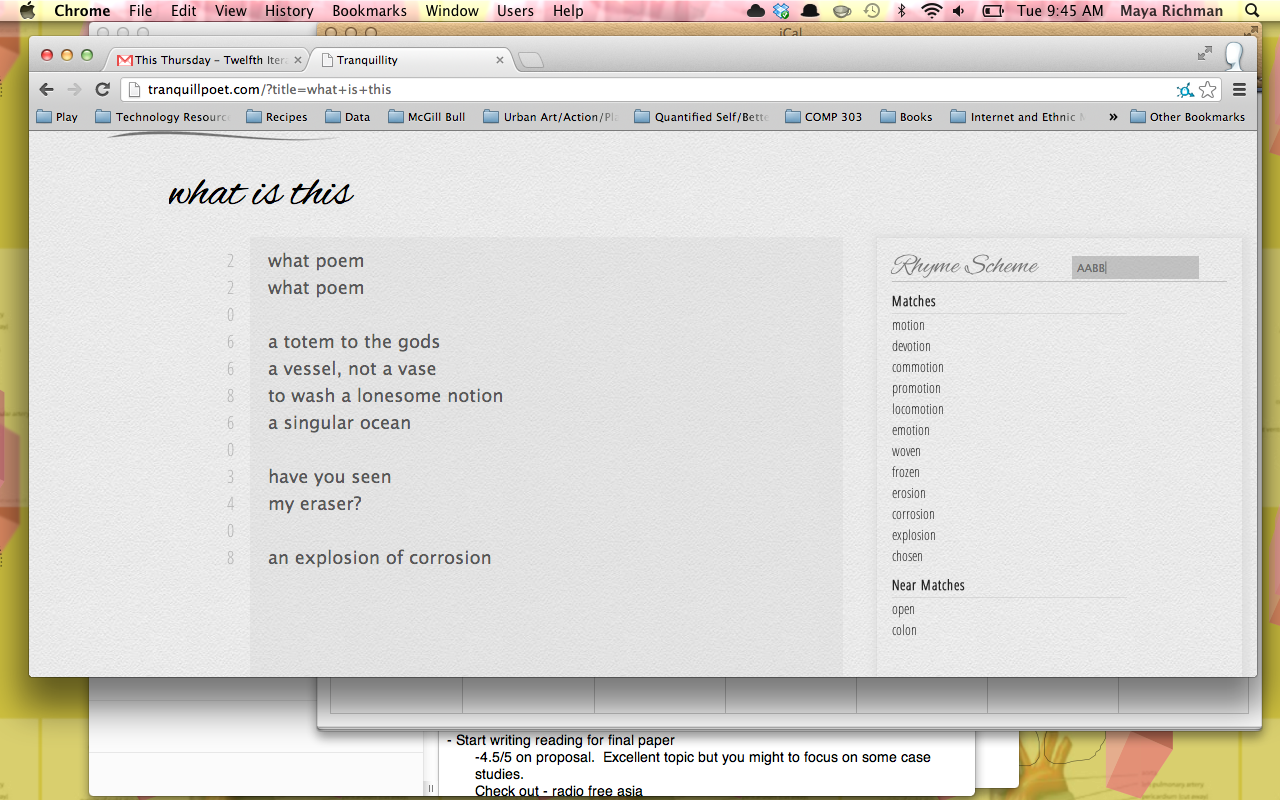 Chrome File Edit View History Bookmarks Window Users Help Tue 9:45 AM Maya Richman
iCal
This Thursday – Twelfth Iter
Tranquillity
tranquillpoet.com/?title=what+is+this
Play Technology Resourc Recipes Data McGill Bull Urban Art/Action/Pl Quantified Self/Bette COMP 303 Books Internet and Ethnic M » Other Bookmarks
what is this
2 what poem
2 what poem
0
6 a totem to the gods
6 a vessel, not a vase
8 to wash a lonesome notion
6 a singular ocean
0
3 have you seen
4 my eraser?
0
8 an explosion of corrosion
Rhyme Scheme AABB
Matches
motion
devotion
commotion
promotion
locomotion
emotion
woven
frozen
erosion
corrosion
explosion
chosen
Near Matches
open
colon
- Start writing reading for final paper
-4.5/5 on proposal. Excellent topic but you might to focus on some case
studies.
Check out - radio free asia